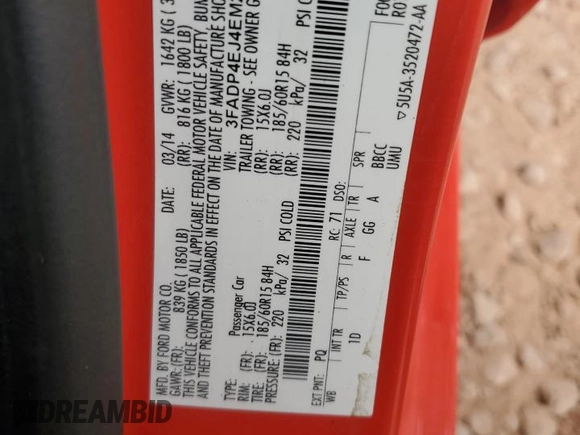 MFD. BY FORD MOTOR CO.
DATE: 03/14 GVWR: 1642 KG
GAWR: (FR): 839 KG (1850 LB) (RR): 816 KG (1800 LB)
THIS VEHICLE CONFORMS TO ALL APPLICABLE FEDERAL MOTOR VEHICLE SAFETY, BUM
AND THEFT PREVENTION STANDARDS IN EFFECT ON THE DATE OF MANUFACTURE SHO
VIN: 3FADP4EJ4EM
TYPE: Passenger Car TRAILER TOWING - SEE OWNER G
RIM: (FR): 15X6.0J (RR): 15X6.0J
TIRE: (FR): 185/60R15 84H (RR): 185/60R15 84H
PRESSURE: (FR): 220 kPa/ 32 PSI COLD (RR): 220 kPa/ 32 PSI C
EXT PNT: PQ RC: 71 DSO: FO
WB INT TR TP/PS R AXLE TR SPR RO
1D F GG A BBCC
UMU
▽5U5A-3520472-AA
DREAMBID